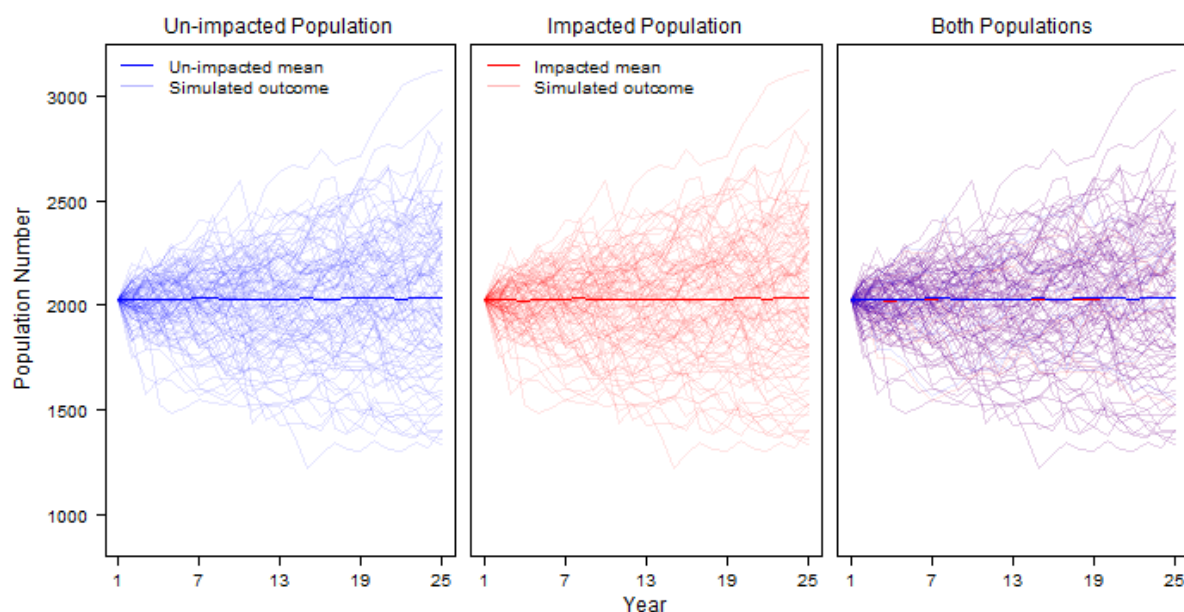 Un-impacted Population
Impacted Population
Both Populations
Un-impacted mean
Simulated outcome
Impacted mean
Simulated outcome
Population Number
3000
2500
2000
1500
1000
1 7 13 19 25
1 7 13 19 25
1 7 13 19 25
Year